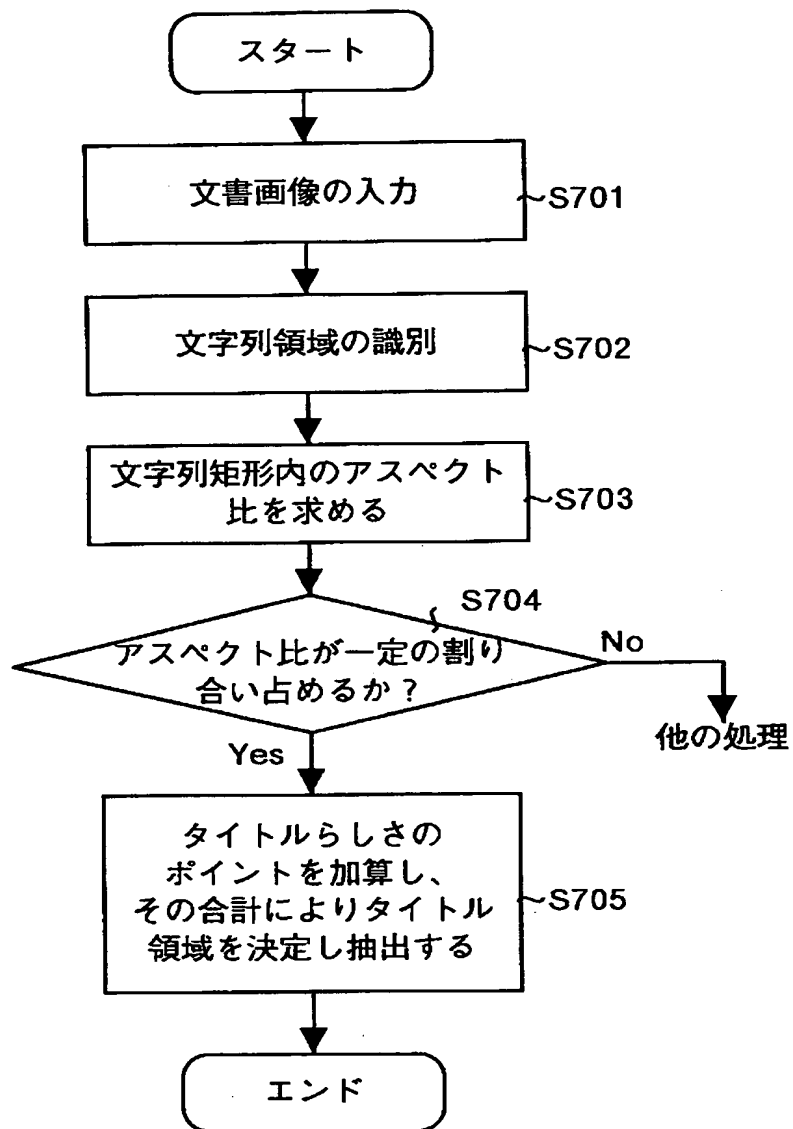 スタート
文書画像の入力
S701
文字列領域の識別
S702
文字列矩形内のアスペクト
比を求める
S703
S704
アスペクト比が一定の割り
合い占めるか?
No
他の処理
Yes
タイトルらしさの
ポイントを加算し、
その合計によりタイトル
領域を決定し抽出する
S705
エンド